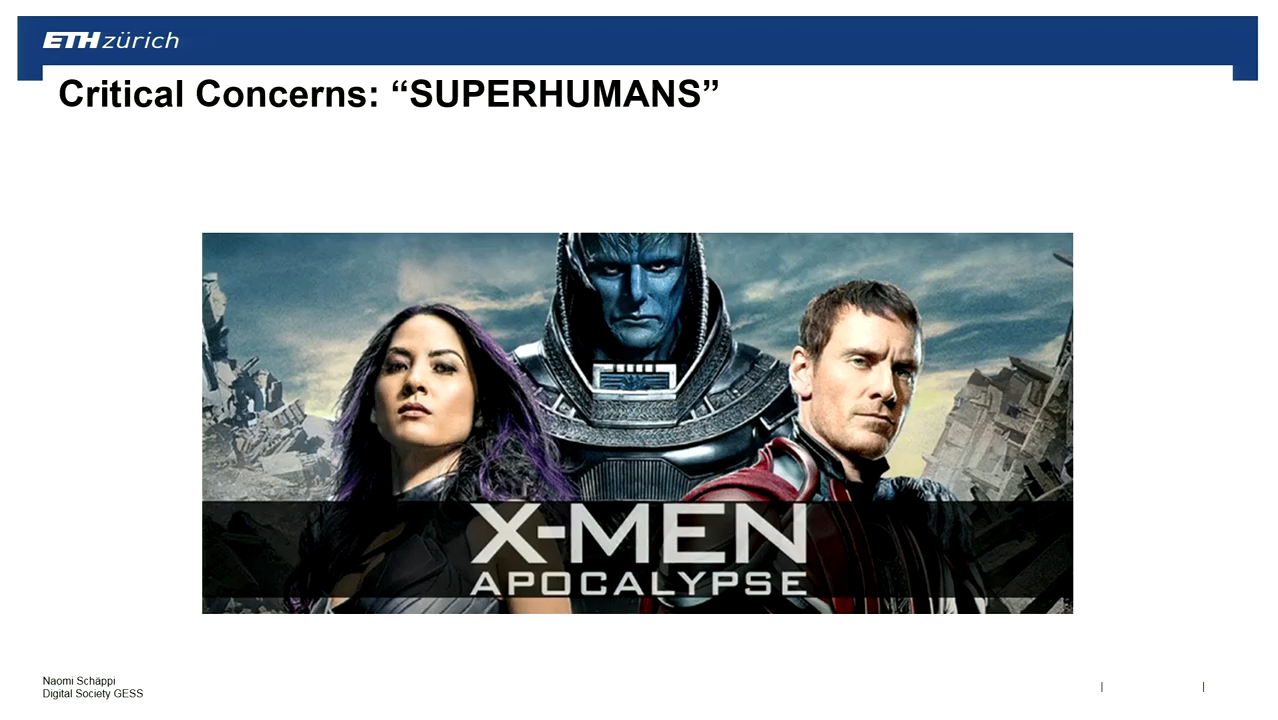 ETH zürich
Critical Concerns: “SUPERHUMANS”
X-MEN
APOCALYPSE
Naomi Schäppi
Digital Society GESS